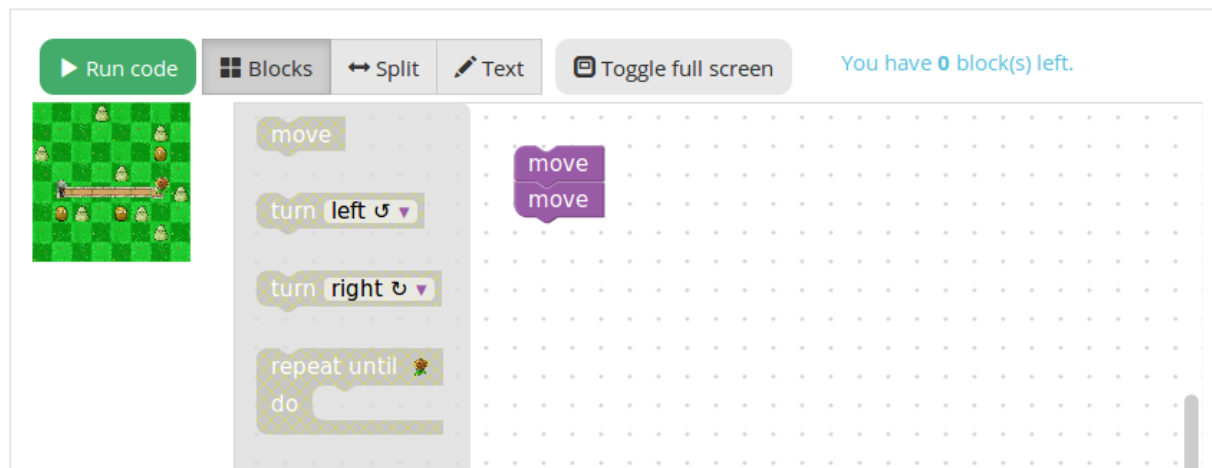 Run code Blocks Split Text Toggle full screen You have 0 block(s) left.
move
turn left ↺ ▾
turn right ↻ ▾
repeat until
do
move
move